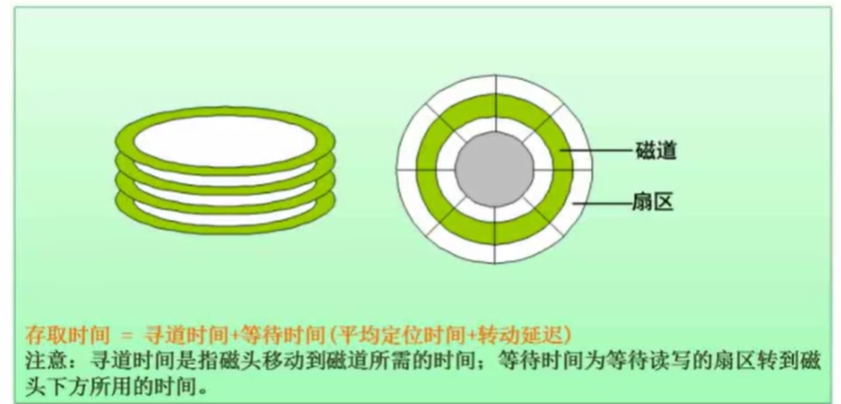 磁道
扇区
存取时间 = 寻道时间+等待时间(平均定位时间+转动延迟)
注意：寻道时间是指磁头移动到磁道所需的时间；等待时间为等待读写的扇区转到磁
头下方所用的时间。